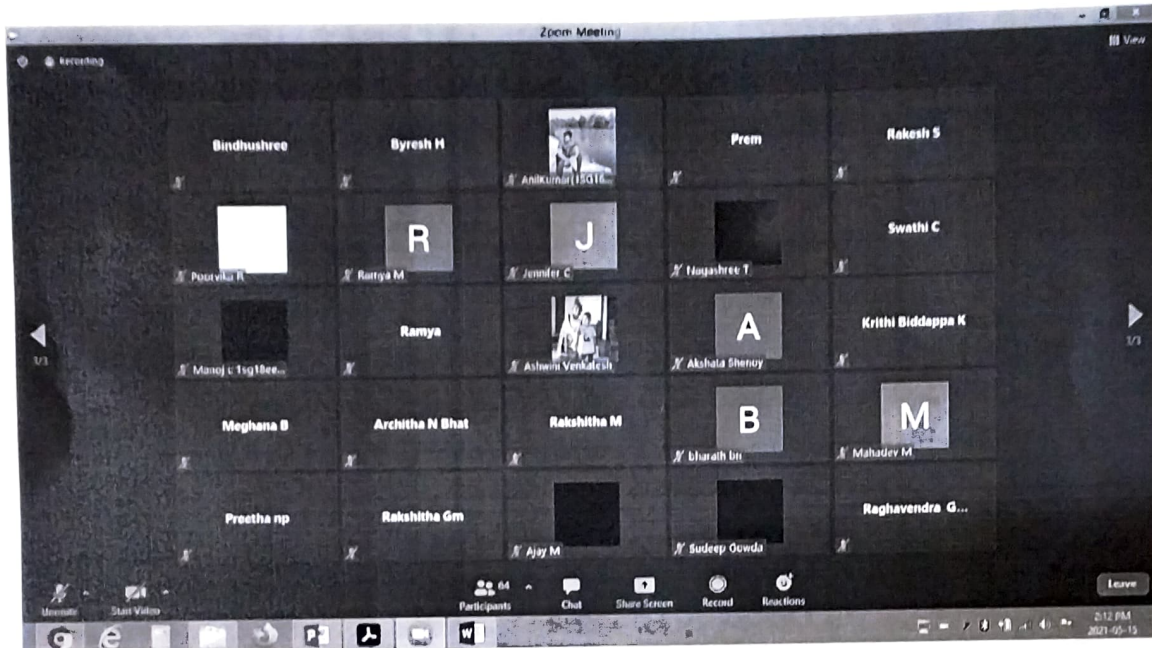 Zoom Meeting
View
Recording
Bindhushree
Byresh H
AnilKumar(1SG16...
Prem
Rakesh S
Poorvika R
R
Ramya M
J
Jennifer C
Nagashree T
Swathi C
Manoj c 1sg18ee...
Ramya
Ashwini Venkatesh
A
Akshata Shenoy
Krithi Biddappa K
3/3
Meghana B
Architha N Bhat
Rakshitha M
B
bharath bn
M
Mahadev M
Preetha np
Rakshitha Gm
Ajay M
Sudeep Gowda
Raghavendra G...
Unmute
Start Video
64
Participants
Chat
Share Screen
Record
Reactions
Leave
P
W
2:12 PM
2021-05-15